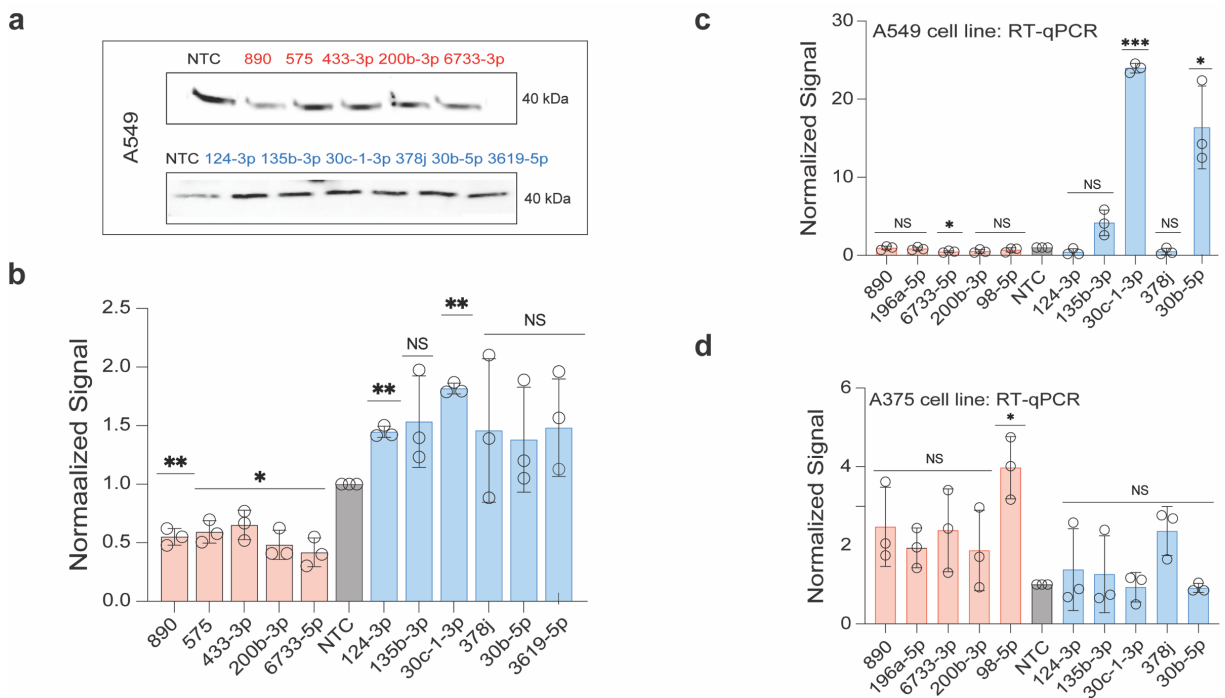 a
NTC 890 575 433-3p 200b-3p 6733-3p
40 kDa
A549
NTC 124-3p 135b-3p 30c-1-3p 378j 30b-5p 3619-5p
40 kDa
b
Normaalized Signal
2.5
2.0
1.5
1.0
0.5
0.0
** * ** NS ** NS
890 575 433-3p 200b-3p 6733-5p NTC 124-3p 135b-3p 30c-1-3p 378j 30b-5p 3619-5p
c
A549 cell line: RT-qPCR
Normalized Signal
30
20
10
0
NS * NS NS *** NS *
890 196a-5p 6733-5p 200b-3p 98-5p NTC 124-3p 135b-3p 30c-1-3p 378j 30b-5p
d
A375 cell line: RT-qPCR
Normalized Signal
6
4
2
0
NS * NS
890 196a-5p 6733-3p 200b-3p 98-5p NTC 124-3p 135b-3p 30c-1-3p 378j 30b-5p